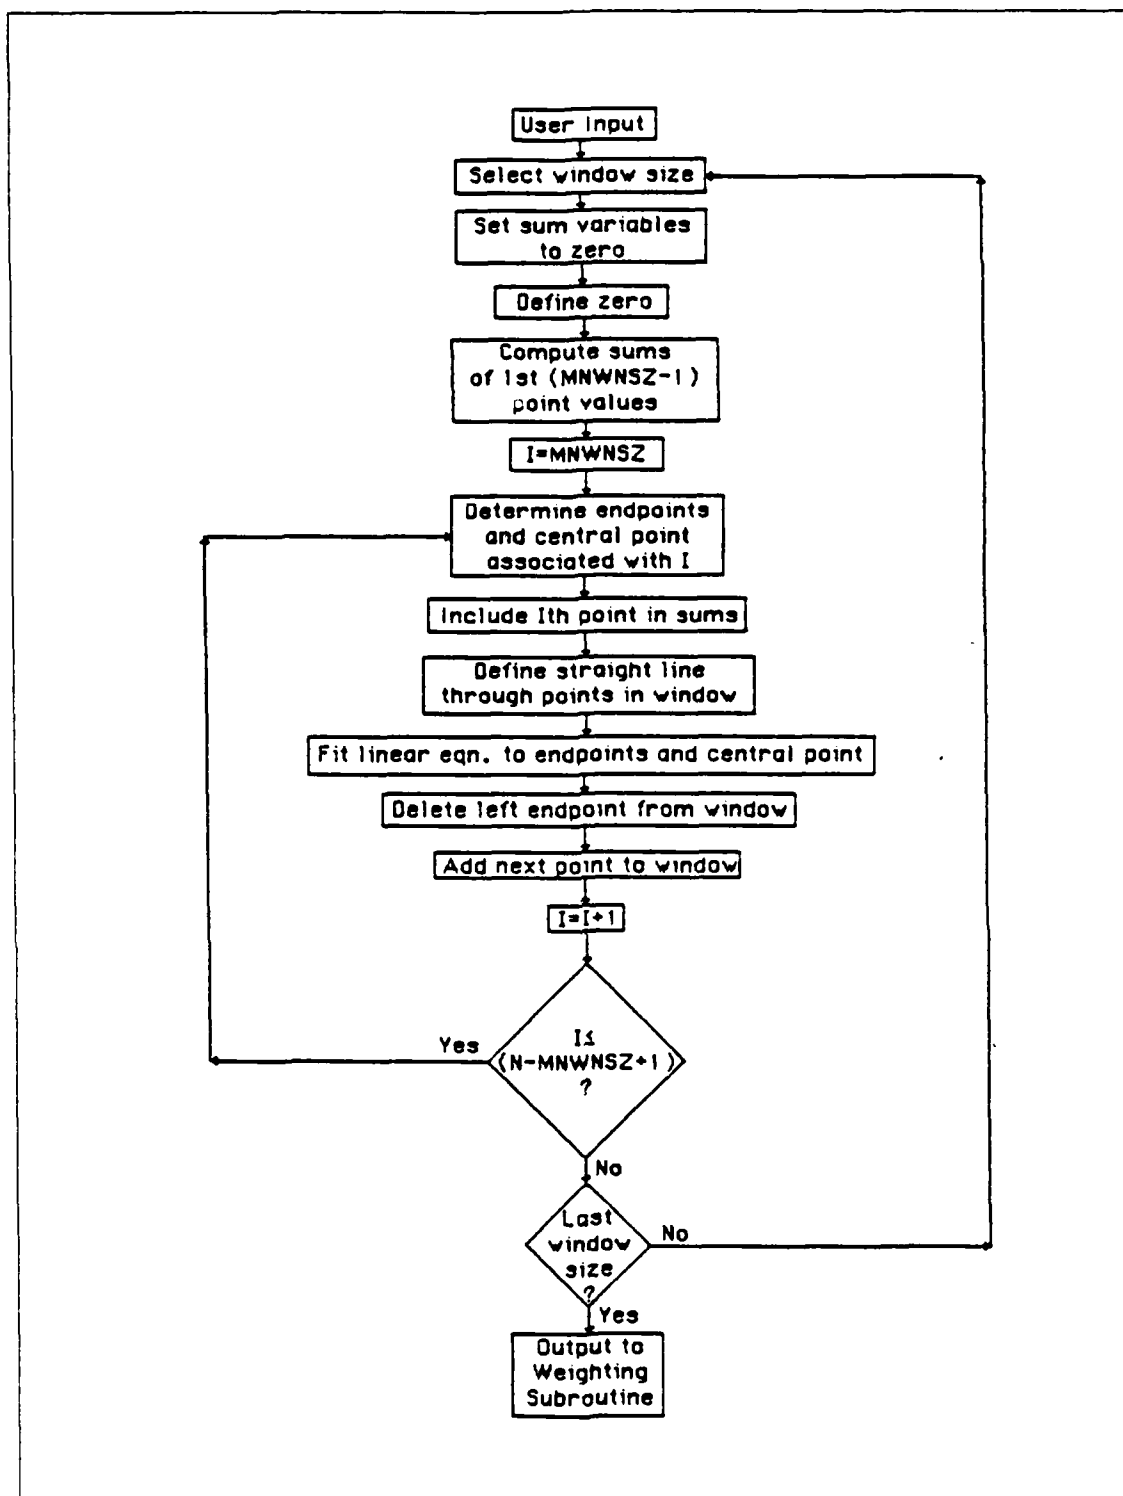 User Input
Select window size
Set sum variables
to zero
Define zero
Compute sums
of 1st (MNWNSZ-1)
point values
I=MNWNSZ
Determine endpoints
and central point
associated with I
Include Ith point in sums
Define straight line
through points in window
Fit linear eqn. to endpoints and central point
Delete left endpoint from window
Add next point to window
I=I+1
I≤
(N-MNWNSZ+1)
?
Yes
No
Last
window
size
?
No
Yes
Output to
Weighting
Subroutine